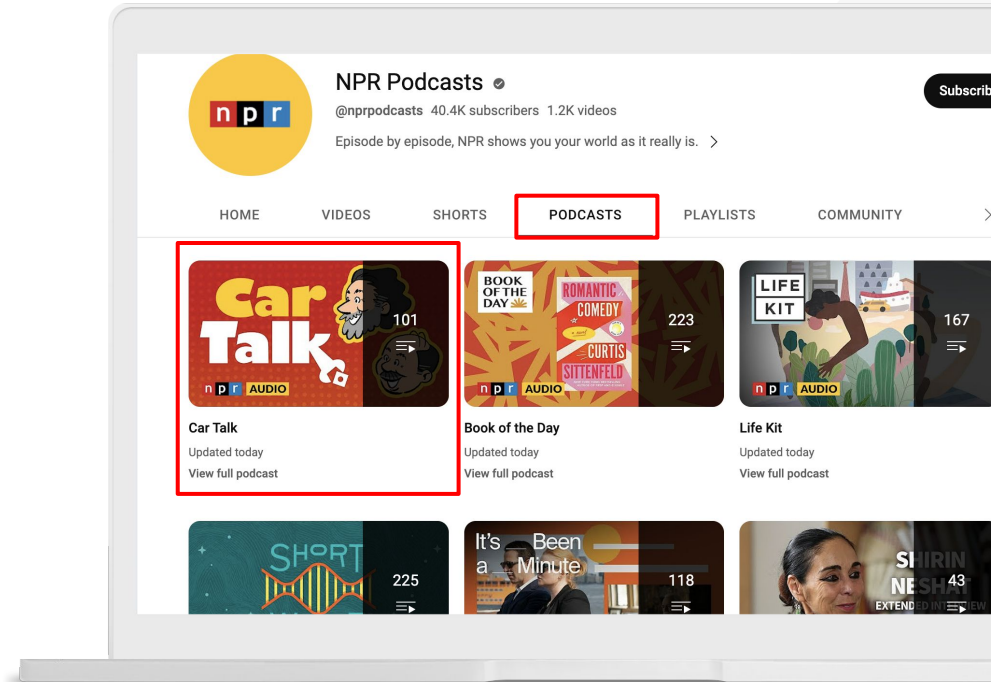 npr
NPR Podcasts
@nprpodcasts 40.4K subscribers 1.2K videos
Episode by episode, NPR shows you your world as it really is.
Subscrib
HOME VIDEOS SHORTS PODCASTS PLAYLISTS COMMUNITY
Car
Talk
npr AUDIO
101
Car Talk
Updated today
View full podcast
BOOK
OF THE
DAY
ROMANTIC
COMEDY
CURTIS
SITTENFELD
npr AUDIO
223
Book of the Day
Updated today
View full podcast
LIFE
KIT
npr AUDIO
167
Life Kit
Updated today
View full podcast
SHORT
225
It's Been
a Minute
118
SHIRIN
NESHAT
EXTENDED INTERVIEW
43